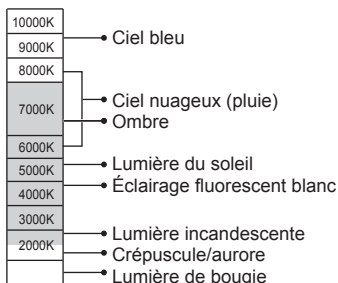 10000K
9000K
Ciel bleu
8000K
7000K
Ciel nuageux (pluie)
Ombre
6000K
5000K
Lumière du soleil
4000K
Éclairage fluorescent blanc
3000K
2000K
Lumière incandescente
Crépuscule/aurore
Lumière de bougie